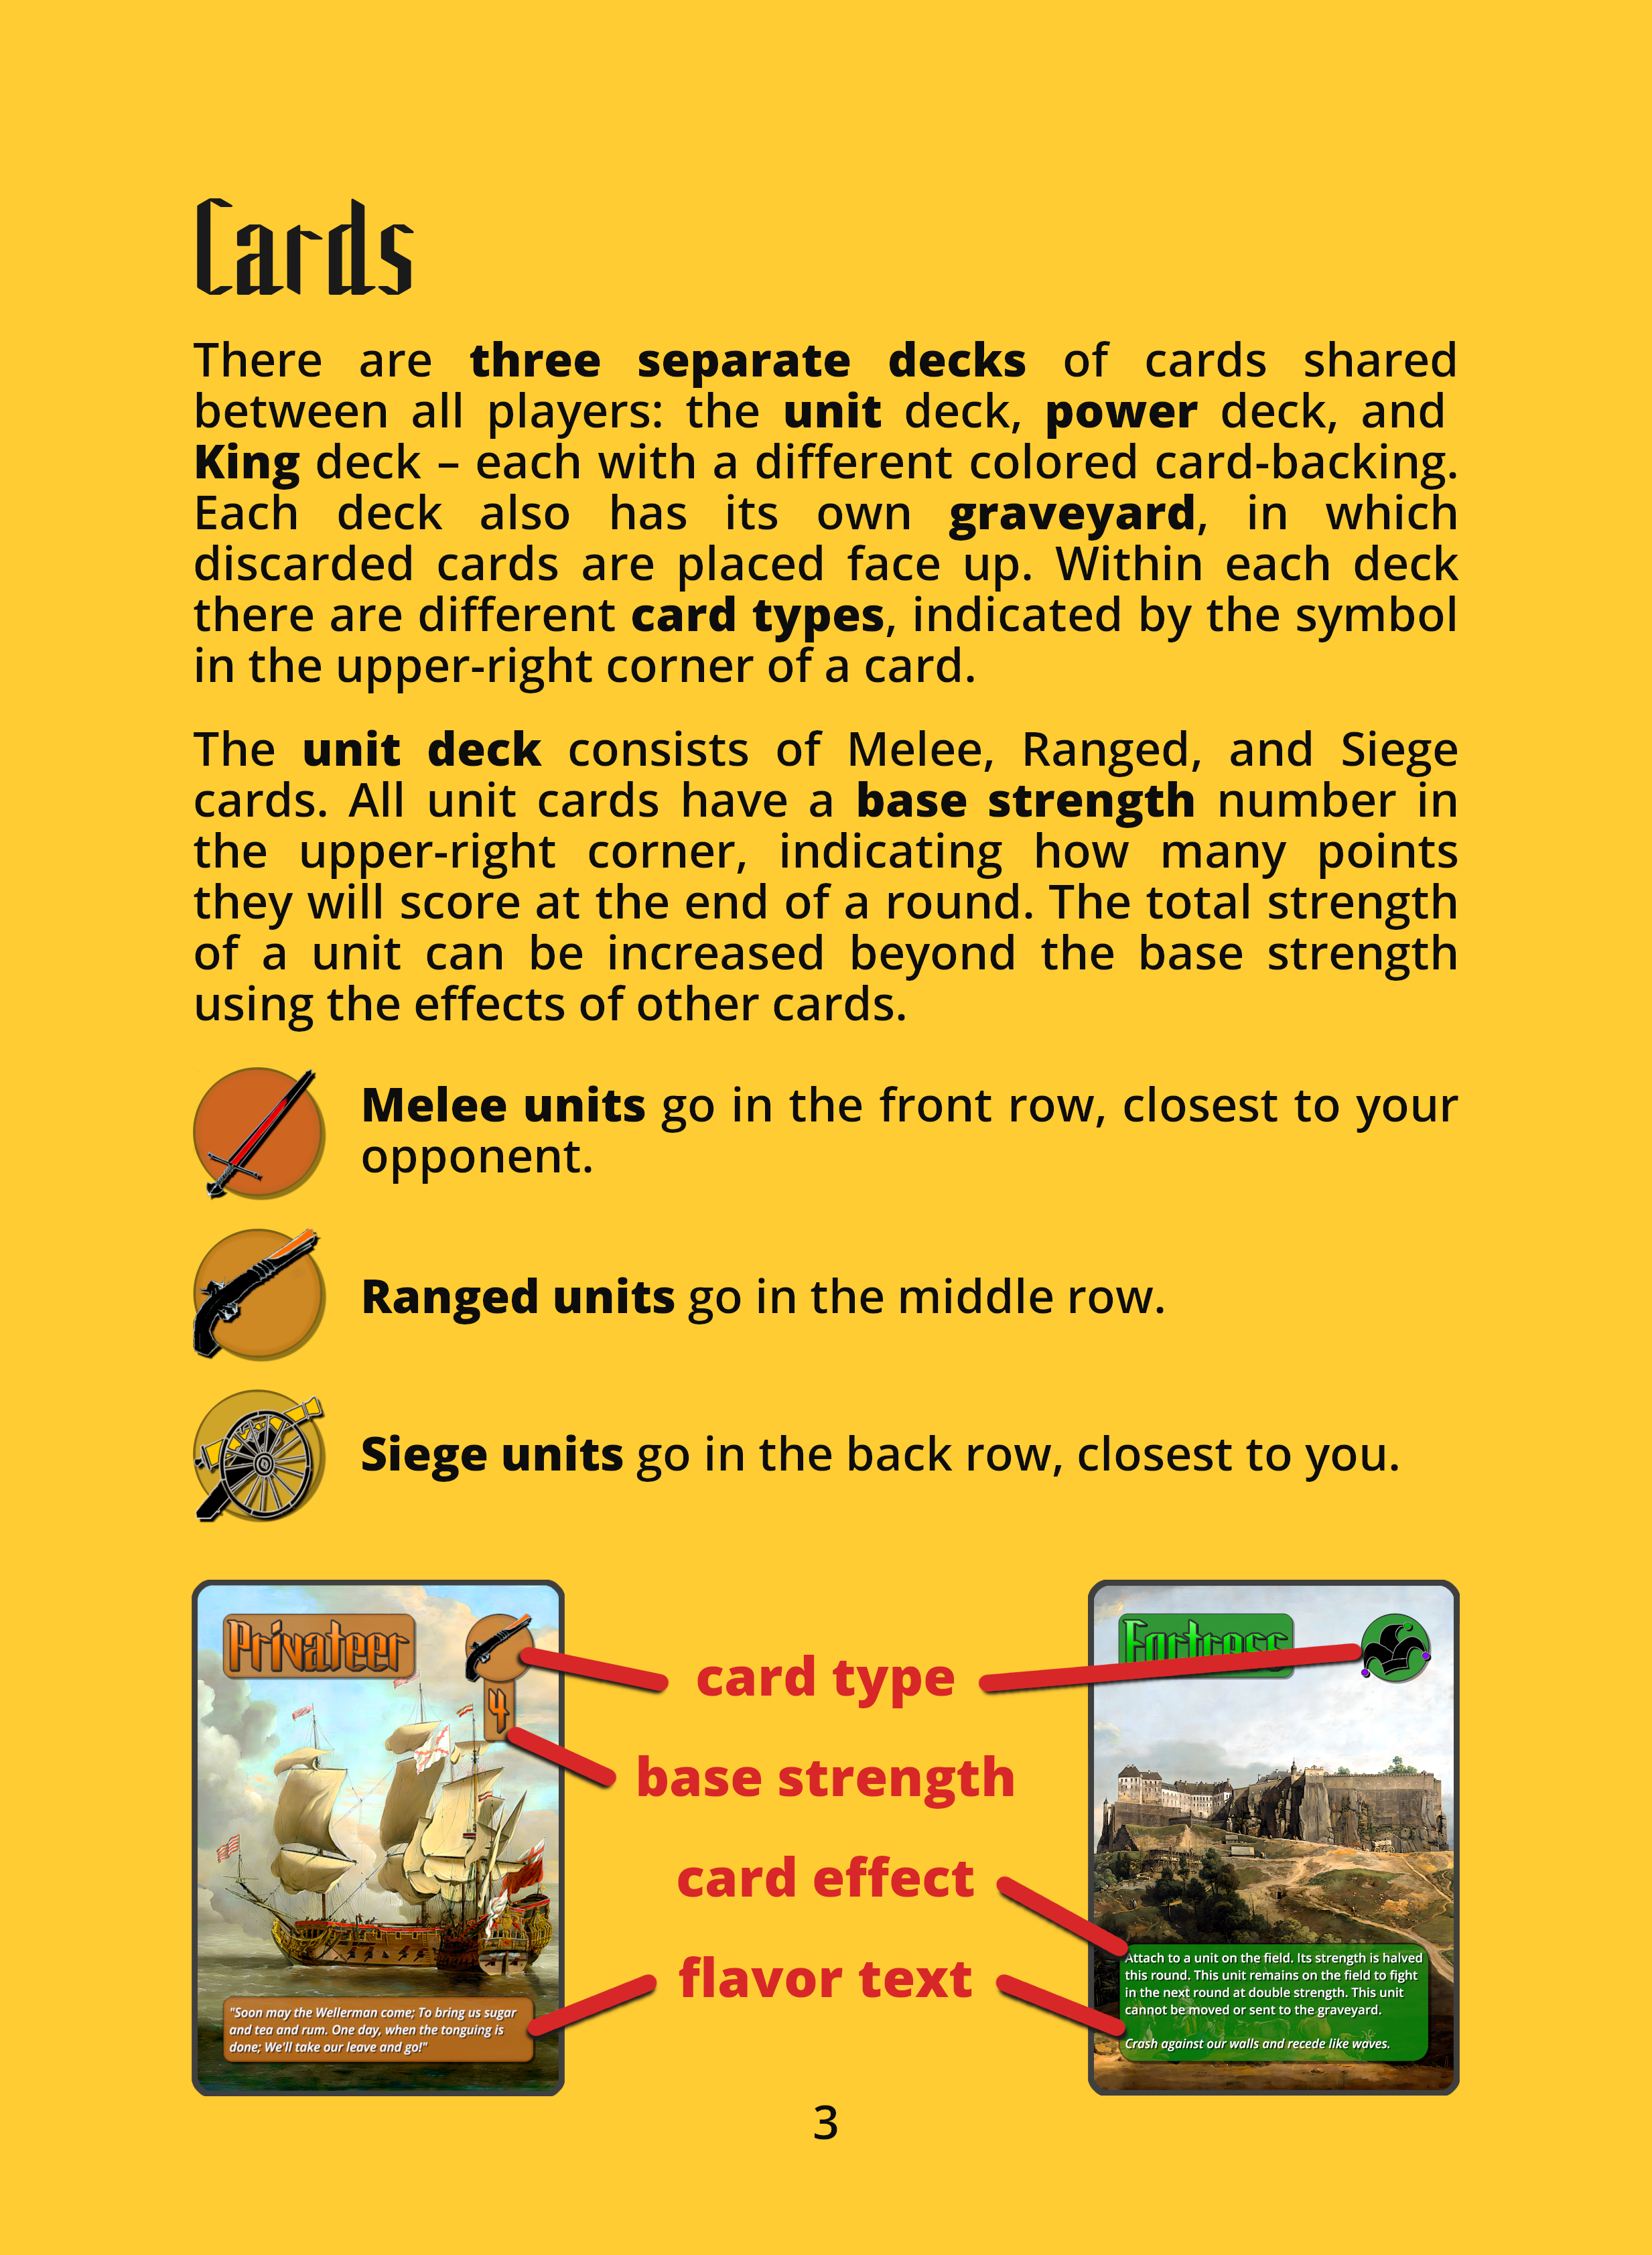 Cards
There are three separate decks of cards shared
between all players: the unit deck, power deck, and
King deck – each with a different colored card-backing.
Each deck also has its own graveyard, in which
discarded cards are placed face up. Within each deck
there are different card types, indicated by the symbol
in the upper-right corner of a card.
The unit deck consists of Melee, Ranged, and Siege
cards. All unit cards have a base strength number in
the upper-right corner, indicating how many points
they will score at the end of a round. The total strength
of a unit can be increased beyond the base strength
using the effects of other cards.
Melee units go in the front row, closest to your
opponent.
Ranged units go in the middle row.
Siege units go in the back row, closest to you.
Privateer
4
"Soon may the Wellerman come; To bring us sugar
and tea and rum. One day, when the tonguing is
done; We'll take our leave and go!"
card type
base strength
card effect
flavor text
Fortress
Attach to a unit on the field. Its strength is halved
this round. This unit remains on the field to fight
in the next round at double strength. This unit
cannot be moved or sent to the graveyard.
Crash against our walls and recede like waves.
3